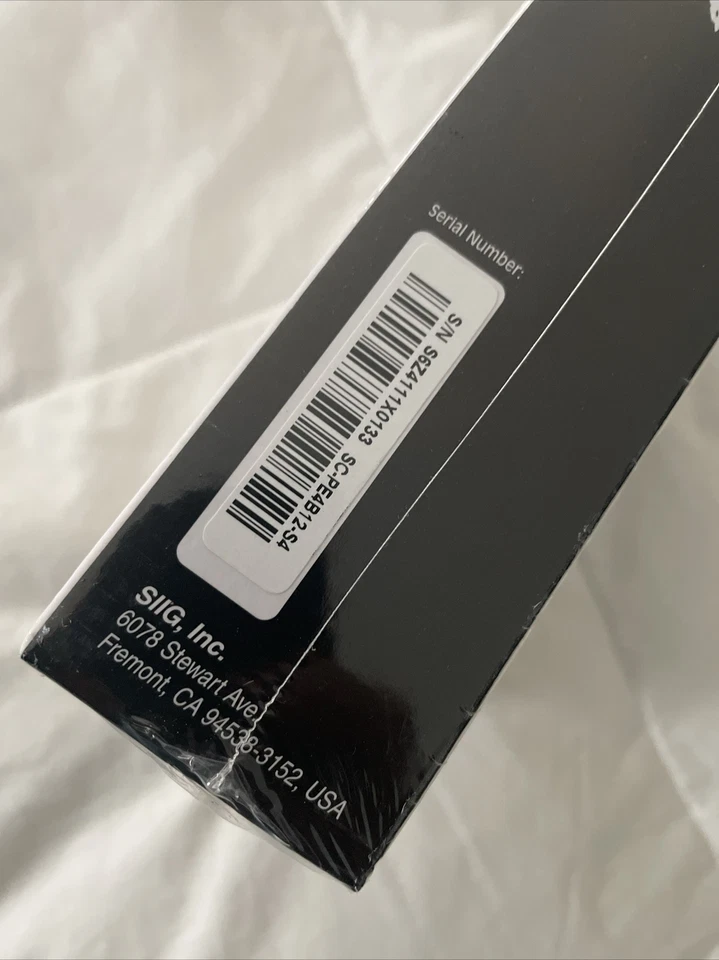 Serial Number:
S/N S6Z4111X0133 SC-PE4B12-S4
SIIG, Inc.
6078 Stewart Ave.
Fremont, CA 94538-3152, USA